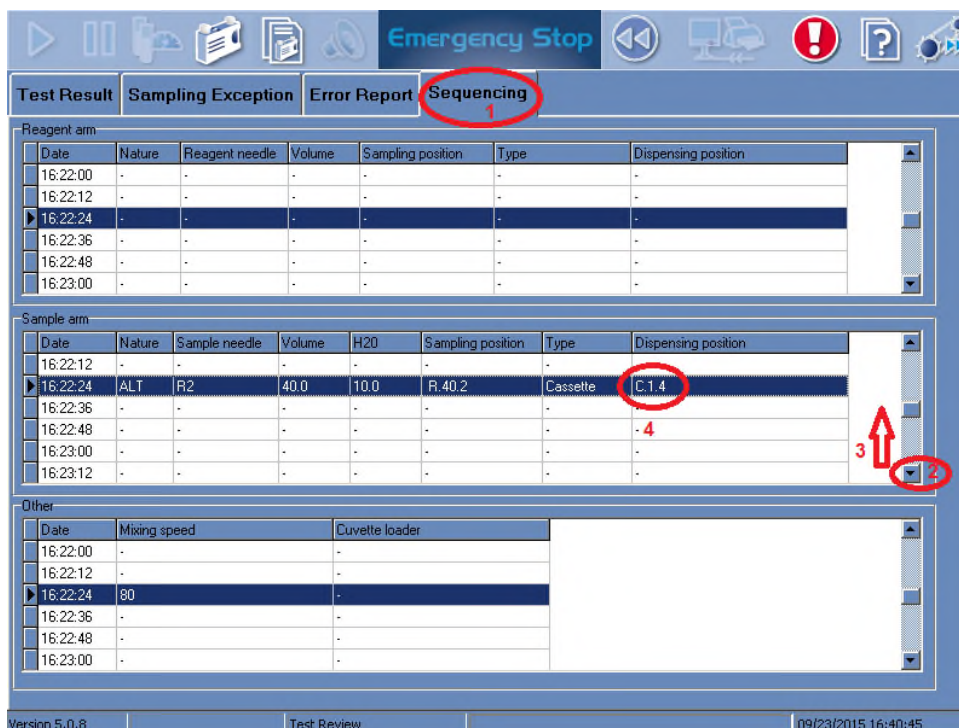 Emergency Stop
Test Result Sampling Exception Error Report Sequencing
1
Reagent arm
Date Nature Reagent needle Volume Sampling position Type Dispensing position
16:22:00 - - - - - -
16:22:12 - - - - - -
16:22:24 - - - - - -
16:22:36 - - - - - -
16:22:48 - - - - - -
16:23:00 - - - - - -
Sample arm
Date Nature Sample needle Volume H20 Sampling position Type Dispensing position
16:22:12 - - - - - - -
16:22:24 ALT R2 40.0 10.0 R.40.2 Cassette C.1.4
16:22:36 - - - - - - -
16:22:48 - - - - - - - 4
16:23:00 - - - - - - - 3
16:23:12 - - - - - - - 2
Other
Date Mixing speed Cuvette loader
16:22:00 - -
16:22:12 - -
16:22:24 80 -
16:22:36 - -
16:22:48 - -
16:23:00 - -
Version 5.0.8 Test Review 09/23/2015 16:40:45